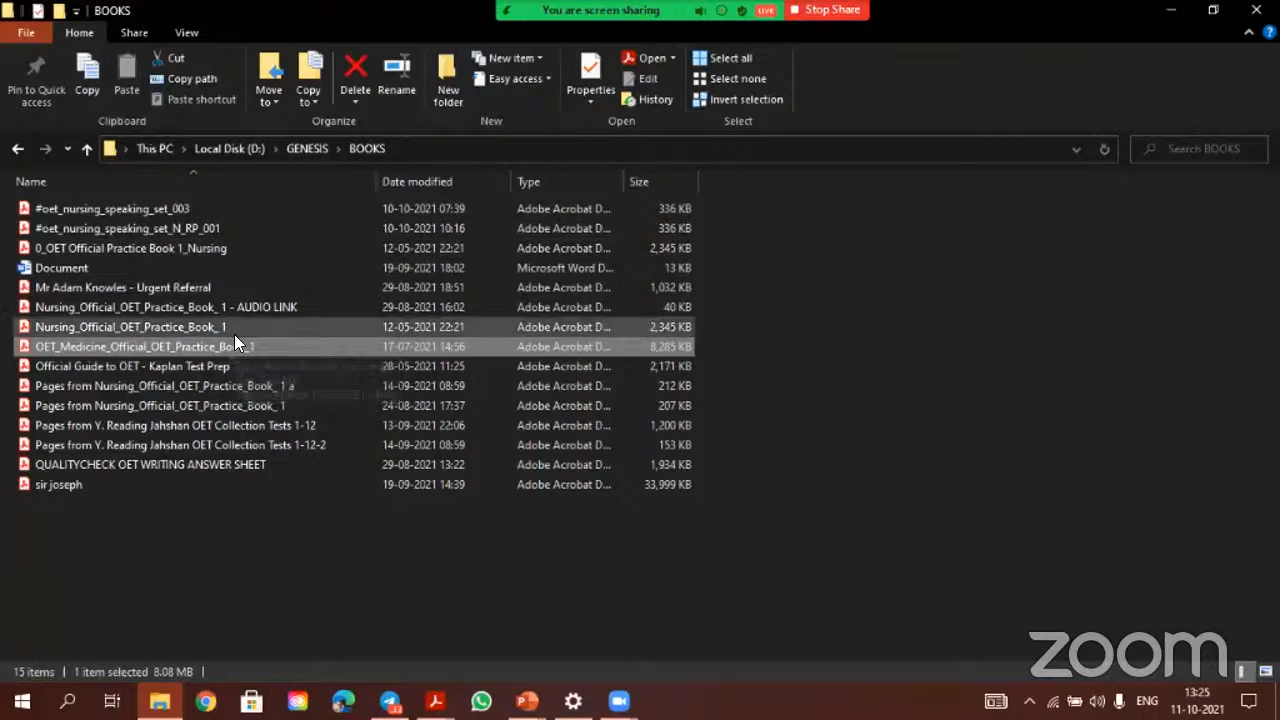 BOOKS
You are screen sharing LIVE Stop Share
File Home Share View
Pin to Quick access
Copy
Paste
Cut
Copy path
Paste shortcut
Move to
Copy to
Delete
Rename
New folder
New item
Easy access
Properties
Open
Edit
History
Select all
Select none
Invert selection
Clipboard Organize New Open Select
This PC Local Disk (D:) GENESIS BOOKS Search BOOKS
Name Date modified Type Size
#oet_nursing_speaking_set_003 10-10-2021 07:39 Adobe Acrobat D... 336 KB
#oet_nursing_speaking_set_N_RP_001 10-10-2021 10:16 Adobe Acrobat D... 336 KB
0_OET Official Practice Book 1_Nursing 12-05-2021 22:21 Adobe Acrobat D... 2,345 KB
Document 19-09-2021 18:02 Microsoft Word D... 13 KB
Mr Adam Knowles - Urgent Referral 29-08-2021 18:51 Adobe Acrobat D... 1,032 KB
Nursing_Official_OET_Practice_Book_ 1 - AUDIO LINK 29-08-2021 16:02 Adobe Acrobat D... 40 KB
Nursing_Official_OET_Practice_Book_ 1 12-05-2021 22:21 Adobe Acrobat D... 2,345 KB
OET_Medicine_Official_OET_Practice_Book_1 17-07-2021 14:56 Adobe Acrobat D... 8,285 KB
Official Guide to OET - Kaplan Test Prep 28-05-2021 11:25 Adobe Acrobat D... 2,171 KB
Pages from Nursing_Official_OET_Practice_Book_ 1 a 14-09-2021 08:59 Adobe Acrobat D... 212 KB
Pages from Nursing_Official_OET_Practice_Book_ 1 24-08-2021 17:37 Adobe Acrobat D... 207 KB
Pages from Y. Reading Jahshan OET Collection Tests 1-12 13-09-2021 22:06 Adobe Acrobat D... 1,200 KB
Pages from Y. Reading Jahshan OET Collection Tests 1-12-2 14-09-2021 08:59 Adobe Acrobat D... 153 KB
QUALITYCHECK OET WRITING ANSWER SHEET 29-08-2021 13:22 Adobe Acrobat D... 1,934 KB
sir joseph 19-09-2021 14:39 Adobe Acrobat D... 33,999 KB
zoom
15 items 1 item selected 8.08 MB
ENG 13:25
11-10-2021